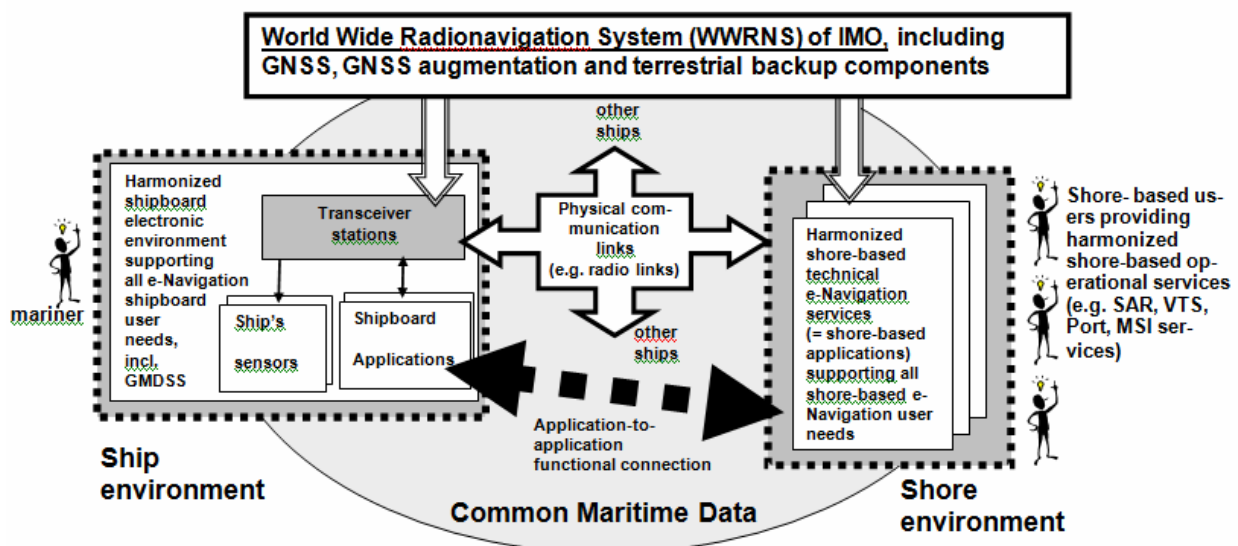 World Wide Radionavigation System (WWRNS) of IMO, including
GNSS, GNSS augmentation and terrestrial backup components
other
ships
Harmonized
shipboard
electronic
environment
supporting
all e-Navigation
shipboard
user
needs,
incl,
GMDSS
Transceiver
stations
Ship's
sensors
Shipboard
Applications
mariner
Physical com-
munication
links
(e.g. radio links)
other
ships
Harmonized
shore-based
technical
e-Navigation
services
(= shore-based
applications)
supporting all
shore-based e-
Navigation user
needs
Shore- based us-
ers providing
harmonized
shore-based op-
erational services
(e.g. SAR, VTS,
Port, MSI ser-
vices)
Application-to-
application
functional connection
Ship
environment
Common Maritime Data
Shore
environment